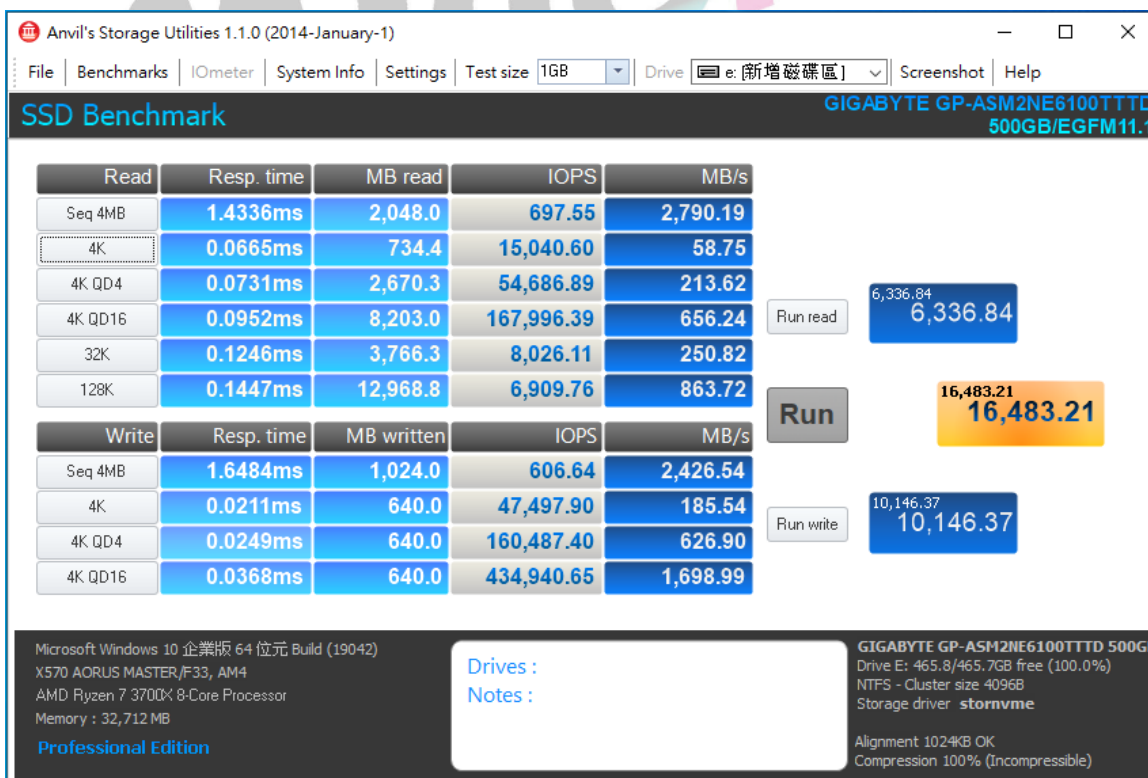 Anvil's Storage Utilities 1.1.0 (2014-January-1)
File Benchmarks IOmeter System Info Settings Test size 1GB Drive e: [新增磁碟區] Screenshot Help
SSD Benchmark
GIGABYTE GP-ASM2NE6100TTTD
500GB/EGFM11.1
Read Resp. time MB read IOPS MB/s
Seq 4MB 1.4336ms 2,048.0 697.55 2,790.19
4K 0.0665ms 734.4 15,040.60 58.75
4K QD4 0.0731ms 2,670.3 54,686.89 213.62
4K QD16 0.0952ms 8,203.0 167,996.39 656.24
32K 0.1246ms 3,766.3 8,026.11 250.82
128K 0.1447ms 12,968.8 6,909.76 863.72
Run read
6,336.84
6,336.84
Run
16,483.21
16,483.21
Write Resp. time MB written IOPS MB/s
Seq 4MB 1.6484ms 1,024.0 606.64 2,426.54
4K 0.0211ms 640.0 47,497.90 185.54
4K QD4 0.0249ms 640.0 160,487.40 626.90
4K QD16 0.0368ms 640.0 434,940.65 1,698.99
Run write
10,146.37
10,146.37
Microsoft Windows 10 企業版 64 位元 Build (19042)
X570 AORUS MASTER/F33, AM4
AMD Ryzen 7 3700X 8-Core Processor
Memory : 32,712 MB
Professional Edition
Drives :
Notes :
GIGABYTE GP-ASM2NE6100TTTD 500G
Drive E: 465.8/465.7GB free (100.0%)
NTFS - Cluster size 4096B
Storage driver stornvme
Alignment 1024KB OK
Compression 100% (Incompressible)